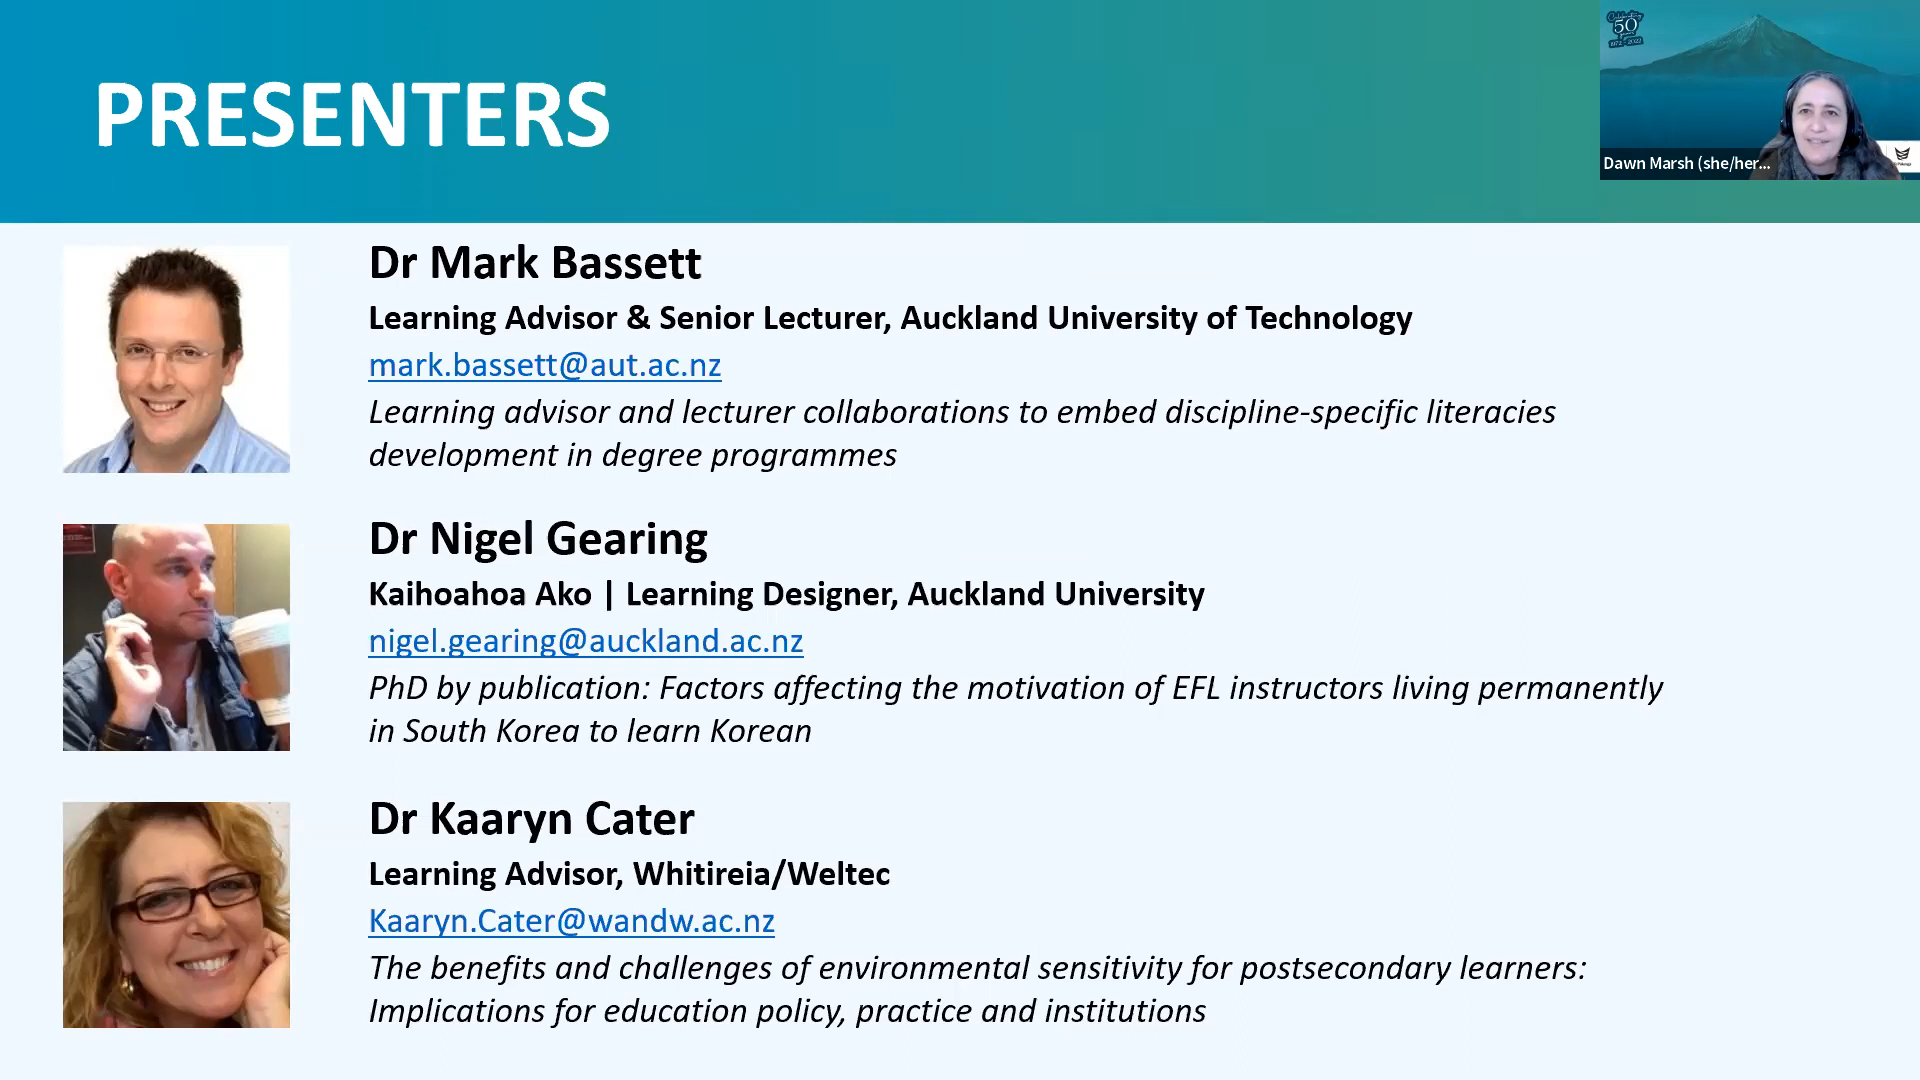 PRESENTERS
Celebrating
50
1972 - 2022
Dawn Marsh (she/her...
Dr Mark Bassett
Learning Advisor & Senior Lecturer, Auckland University of Technology
mark.bassett@aut.ac.nz
Learning advisor and lecturer collaborations to embed discipline-specific literacies
development in degree programmes
Dr Nigel Gearing
Kaihoahoa Ako | Learning Designer, Auckland University
nigel.gearing@auckland.ac.nz
PhD by publication: Factors affecting the motivation of EFL instructors living permanently
in South Korea to learn Korean
Dr Kaaryn Cater
Learning Advisor, Whitireia/Weltec
Kaaryn.Cater@wandw.ac.nz
The benefits and challenges of environmental sensitivity for postsecondary learners:
Implications for education policy, practice and institutions